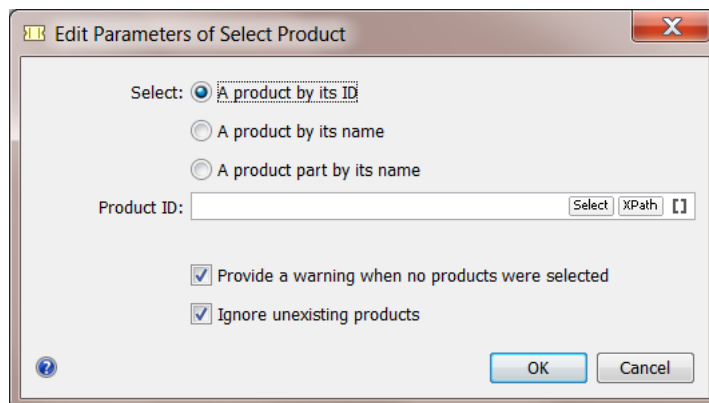 Edit Parameters of Select Product
Select: A product by its ID
A product by its name
A product part by its name
Product ID: Select XPath []
Provide a warning when no products were selected
Ignore unexisting products
OK Cancel